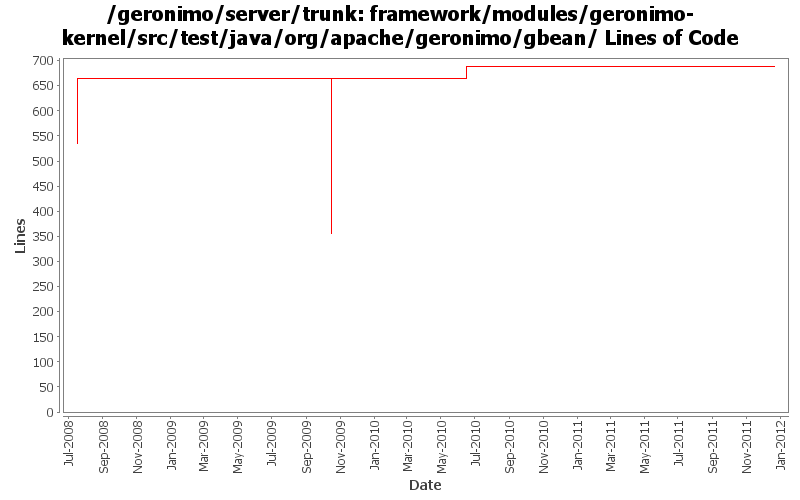 /geronimo/server/trunk: framework/modules/geronimo-
kernel/src/test/java/org/apache/geronimo/gbean/ Lines of Code
700
650
600
550
500
450
400
350
300
250
200
150
100
50
0
Lines
Jul-2008
Sep-2008
Nov-2008
Jan-2009
Mar-2009
May-2009
Jul-2009
Sep-2009
Nov-2009
Jan-2010
Mar-2010
May-2010
Jul-2010
Sep-2010
Nov-2010
Jan-2011
Mar-2011
May-2011
Jul-2011
Sep-2011
Nov-2011
Jan-2012
Date